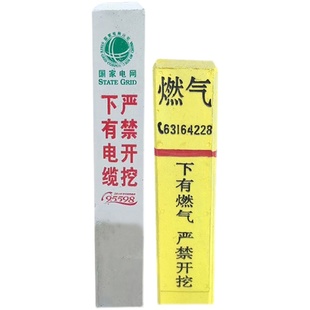 国家电网
STATE GRID
严禁开挖
下有电缆
95598
燃气
63164228
下有燃气 严禁开挖